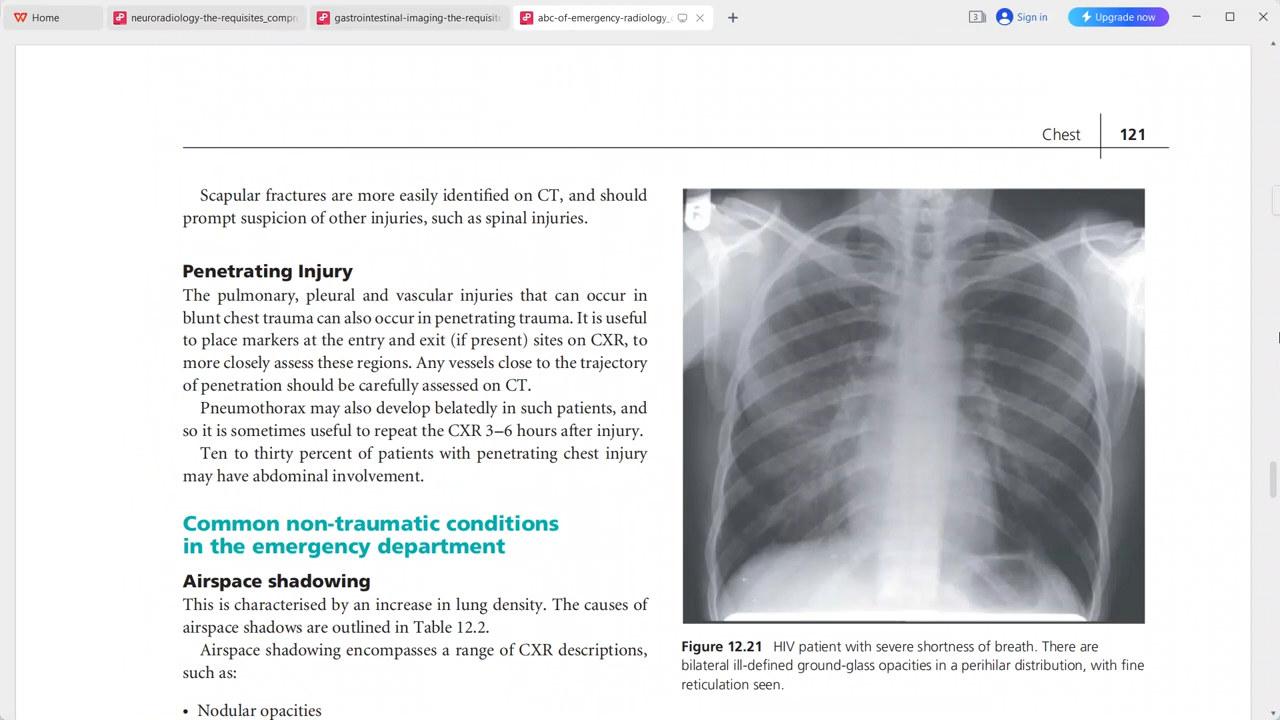 Home
neuroradiology-the-requisites_compr
gastrointestinal-imaging-the-requisite
abc-of-emergency-radiology_
3
Sign in
Upgrade now
Chest 121
Scapular fractures are more easily identified on CT, and should
prompt suspicion of other injuries, such as spinal injuries.
Penetrating Injury
The pulmonary, pleural and vascular injuries that can occur in
blunt chest trauma can also occur in penetrating trauma. It is useful
to place markers at the entry and exit (if present) sites on CXR, to
more closely assess these regions. Any vessels close to the trajectory
of penetration should be carefully assessed on CT.
Pneumothorax may also develop belatedly in such patients, and
so it is sometimes useful to repeat the CXR 3–6 hours after injury.
Ten to thirty percent of patients with penetrating chest injury
may have abdominal involvement.
Common non-traumatic conditions
in the emergency department
Airspace shadowing
This is characterised by an increase in lung density. The causes of
airspace shadows are outlined in Table 12.2.
Airspace shadowing encompasses a range of CXR descriptions,
such as:
• Nodular opacities
Figure 12.21 HIV patient with severe shortness of breath. There are
bilateral ill-defined ground-glass opacities in a perihilar distribution, with fine
reticulation seen.